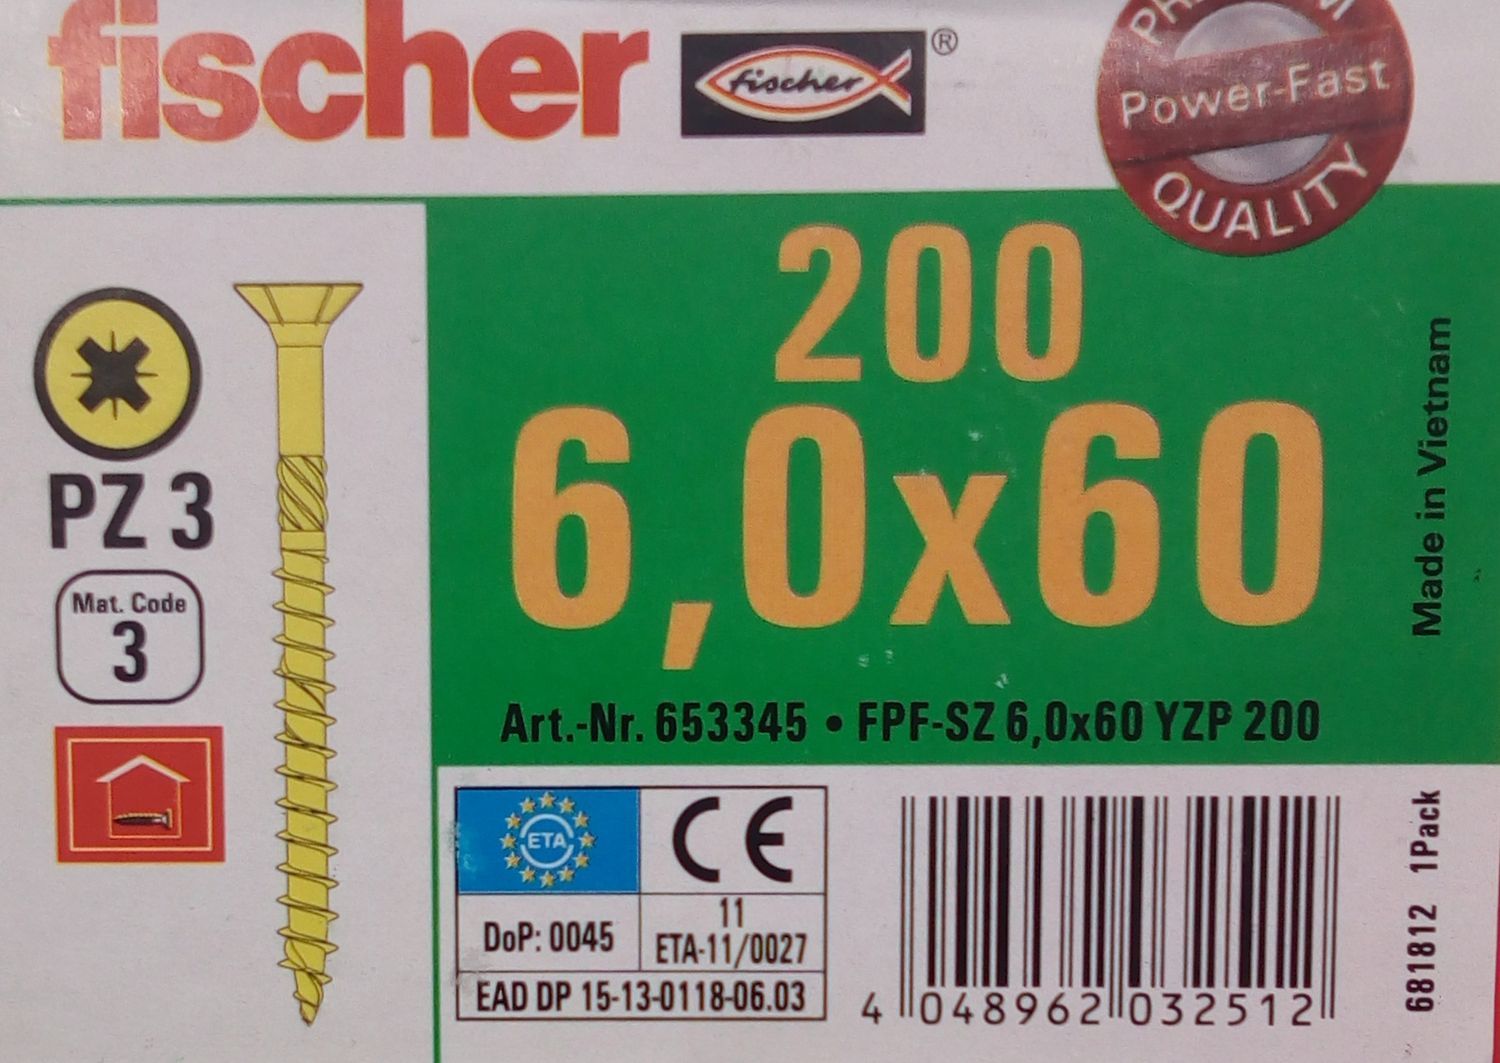 fischer
fischer ®
PREMIUM
Power-Fast
QUALITY
200
6,0x60
Made in Vietnam
PZ 3
Mat. Code
3
Art.-Nr. 653345 • FPF-SZ 6,0x60 YZP 200
ETA
CE
DoP: 0045
11
ETA-11/0027
EAD DP 15-13-0118-06.03
4 048962 032512
681812 1Pack